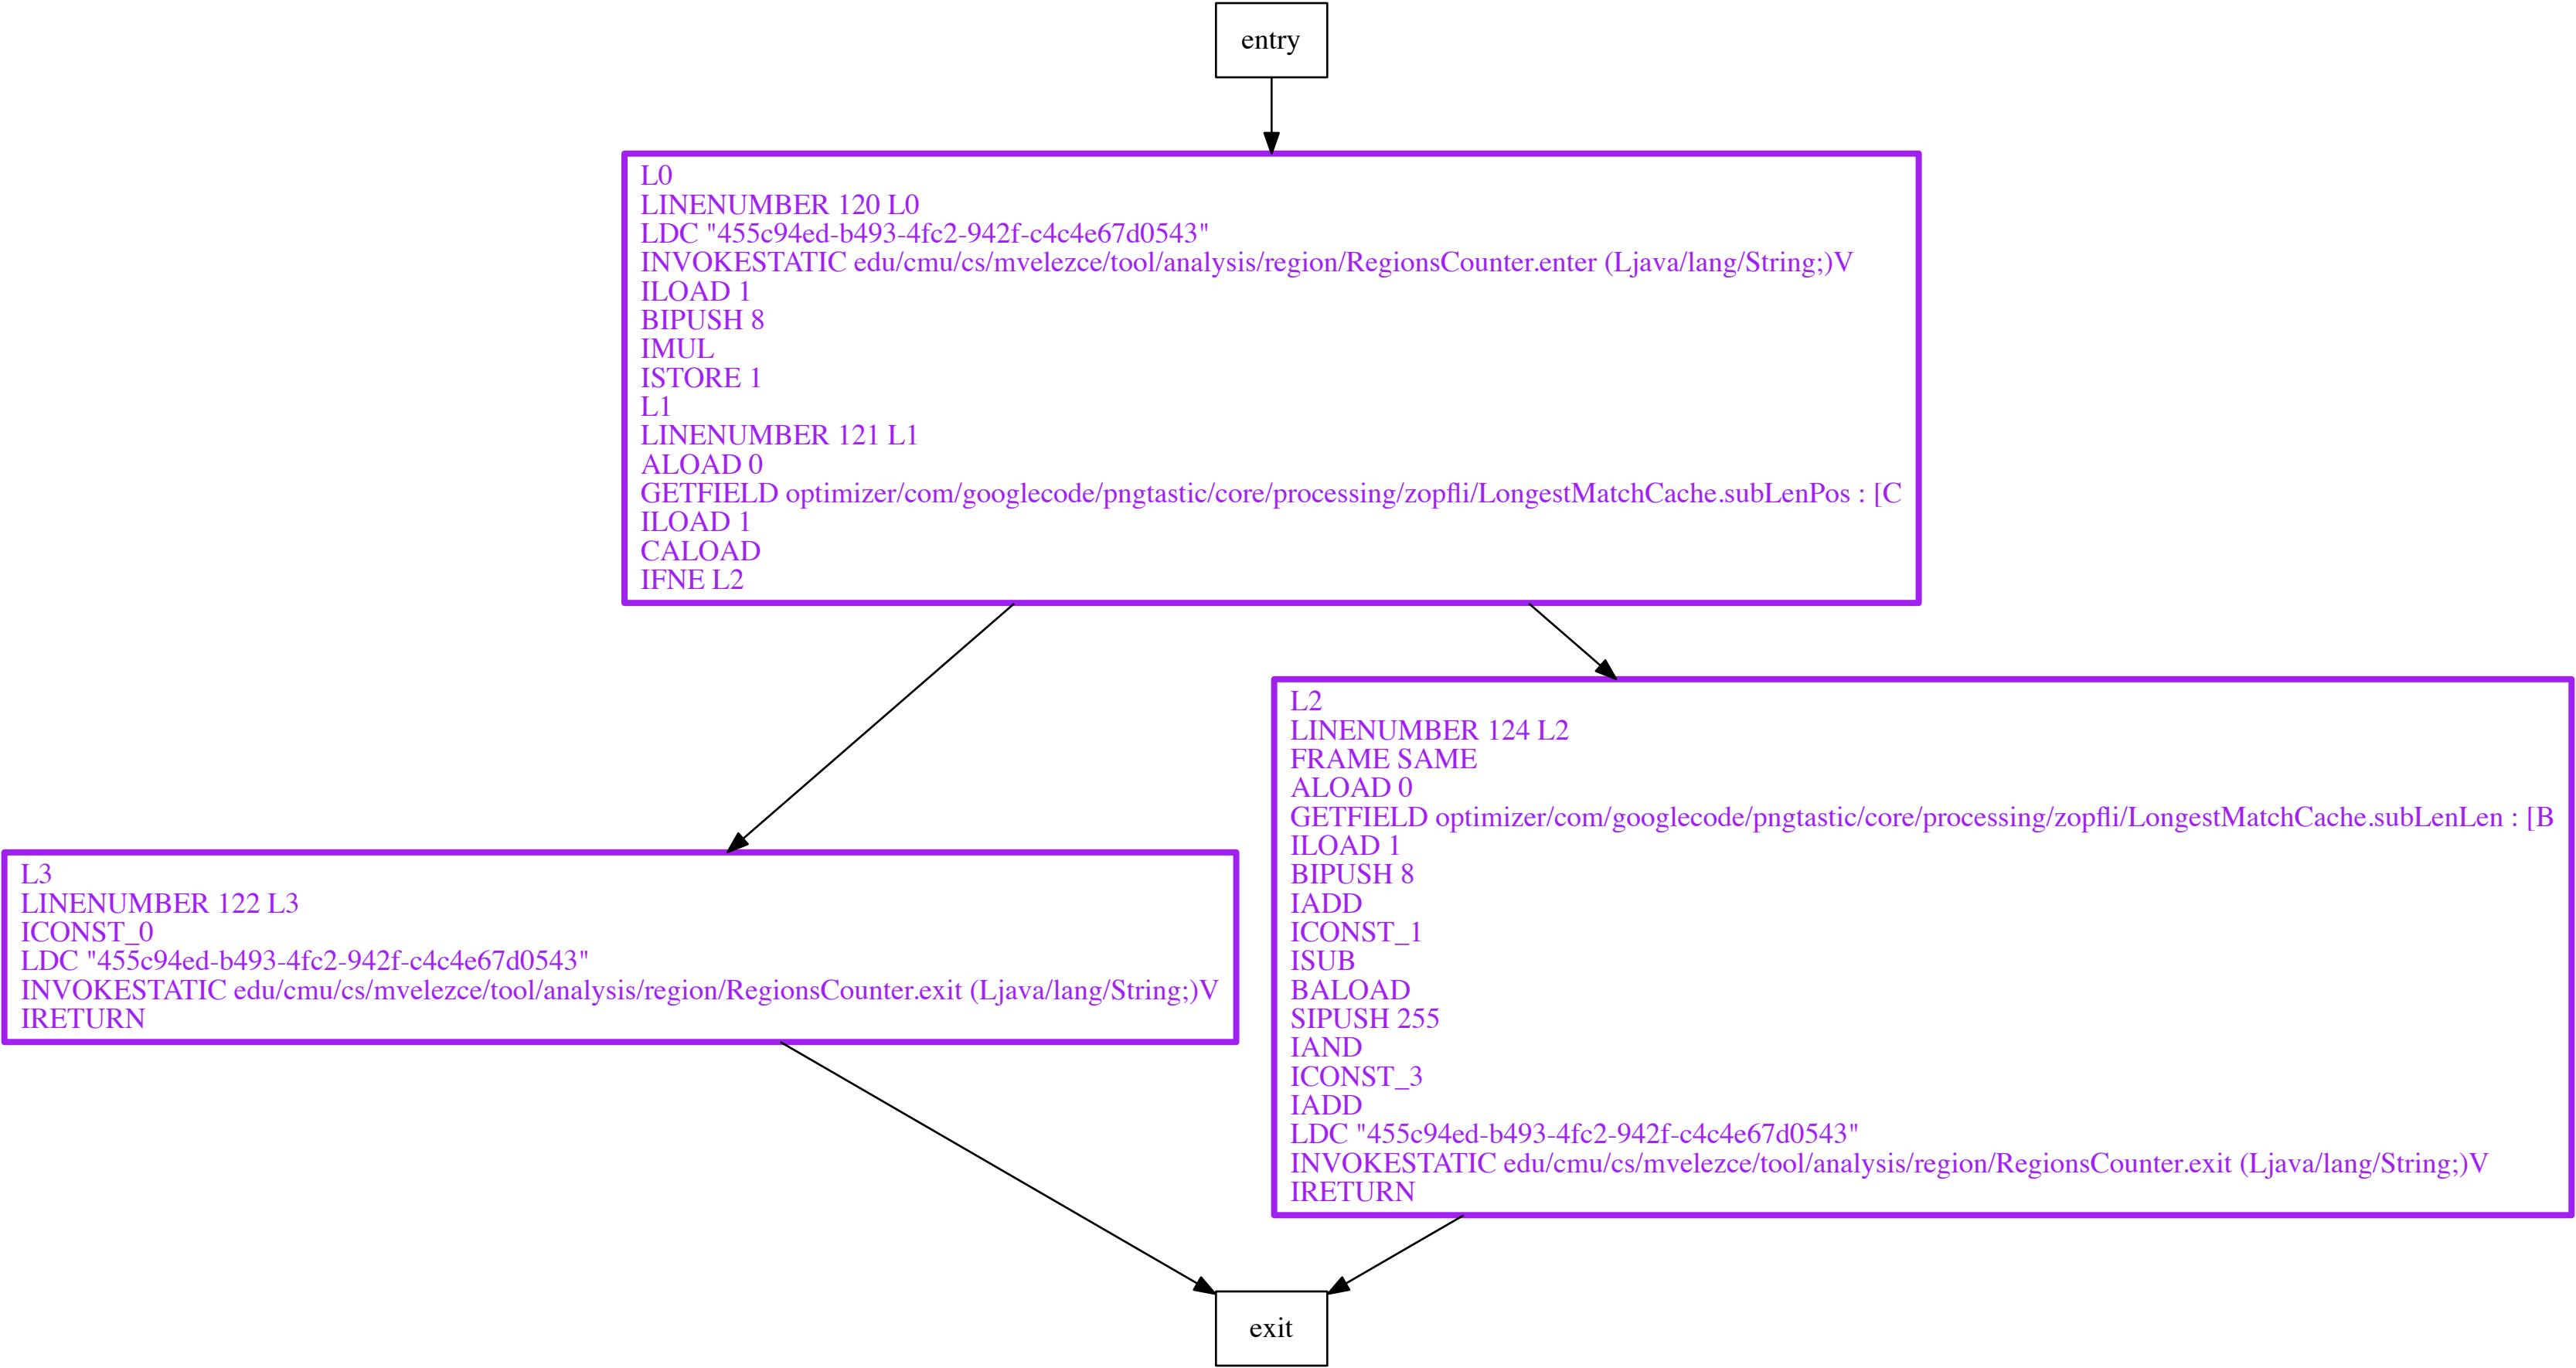 entry
L0
LINENUMBER 120 L0
LDC "455c94ed-b493-4fc2-942f-c4c4e67d0543"
INVOKESTATIC edu/cmu/cs/mvelezce/tool/analysis/region/RegionsCounter.enter (Ljava/lang/String;)V
ILOAD 1
BIPUSH 8
IMUL
ISTORE 1
L1
LINENUMBER 121 L1
ALOAD 0
GETFIELD optimizer/com/googlecode/pngtastic/core/processing/zopfli/LongestMatchCache.subLenPos : [C
ILOAD 1
CALOAD
IFNE L2
L3
LINENUMBER 122 L3
ICONST_0
LDC "455c94ed-b493-4fc2-942f-c4c4e67d0543"
INVOKESTATIC edu/cmu/cs/mvelezce/tool/analysis/region/RegionsCounter.exit (Ljava/lang/String;)V
IRETURN
L2
LINENUMBER 124 L2
FRAME SAME
ALOAD 0
GETFIELD optimizer/com/googlecode/pngtastic/core/processing/zopfli/LongestMatchCache.subLenLen : [B
ILOAD 1
BIPUSH 8
IADD
ICONST_1
ISUB
BALOAD
SIPUSH 255
IAND
ICONST_3
IADD
LDC "455c94ed-b493-4fc2-942f-c4c4e67d0543"
INVOKESTATIC edu/cmu/cs/mvelezce/tool/analysis/region/RegionsCounter.exit (Ljava/lang/String;)V
IRETURN
exit